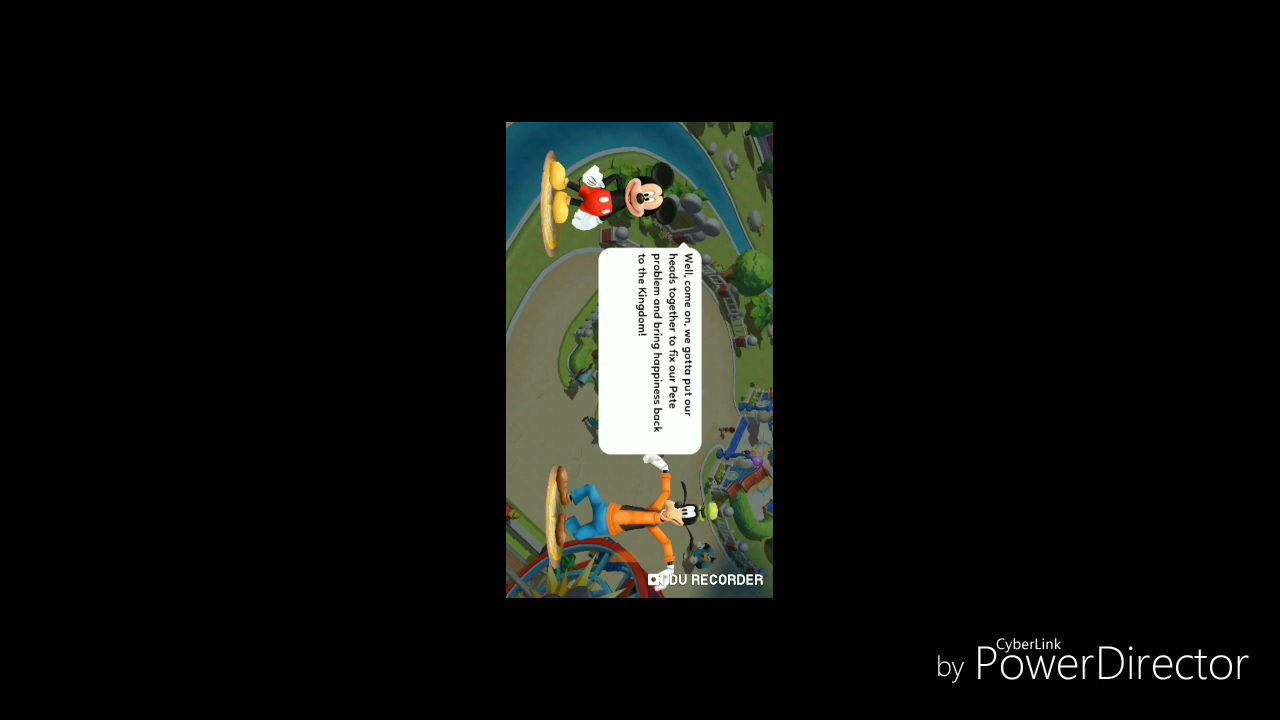 Well, come on, we gotta put our
heads together to fix our Pete
problem and bring happiness back
to the Kingdom!
DU RECORDER
CyberLink
by PowerDirector